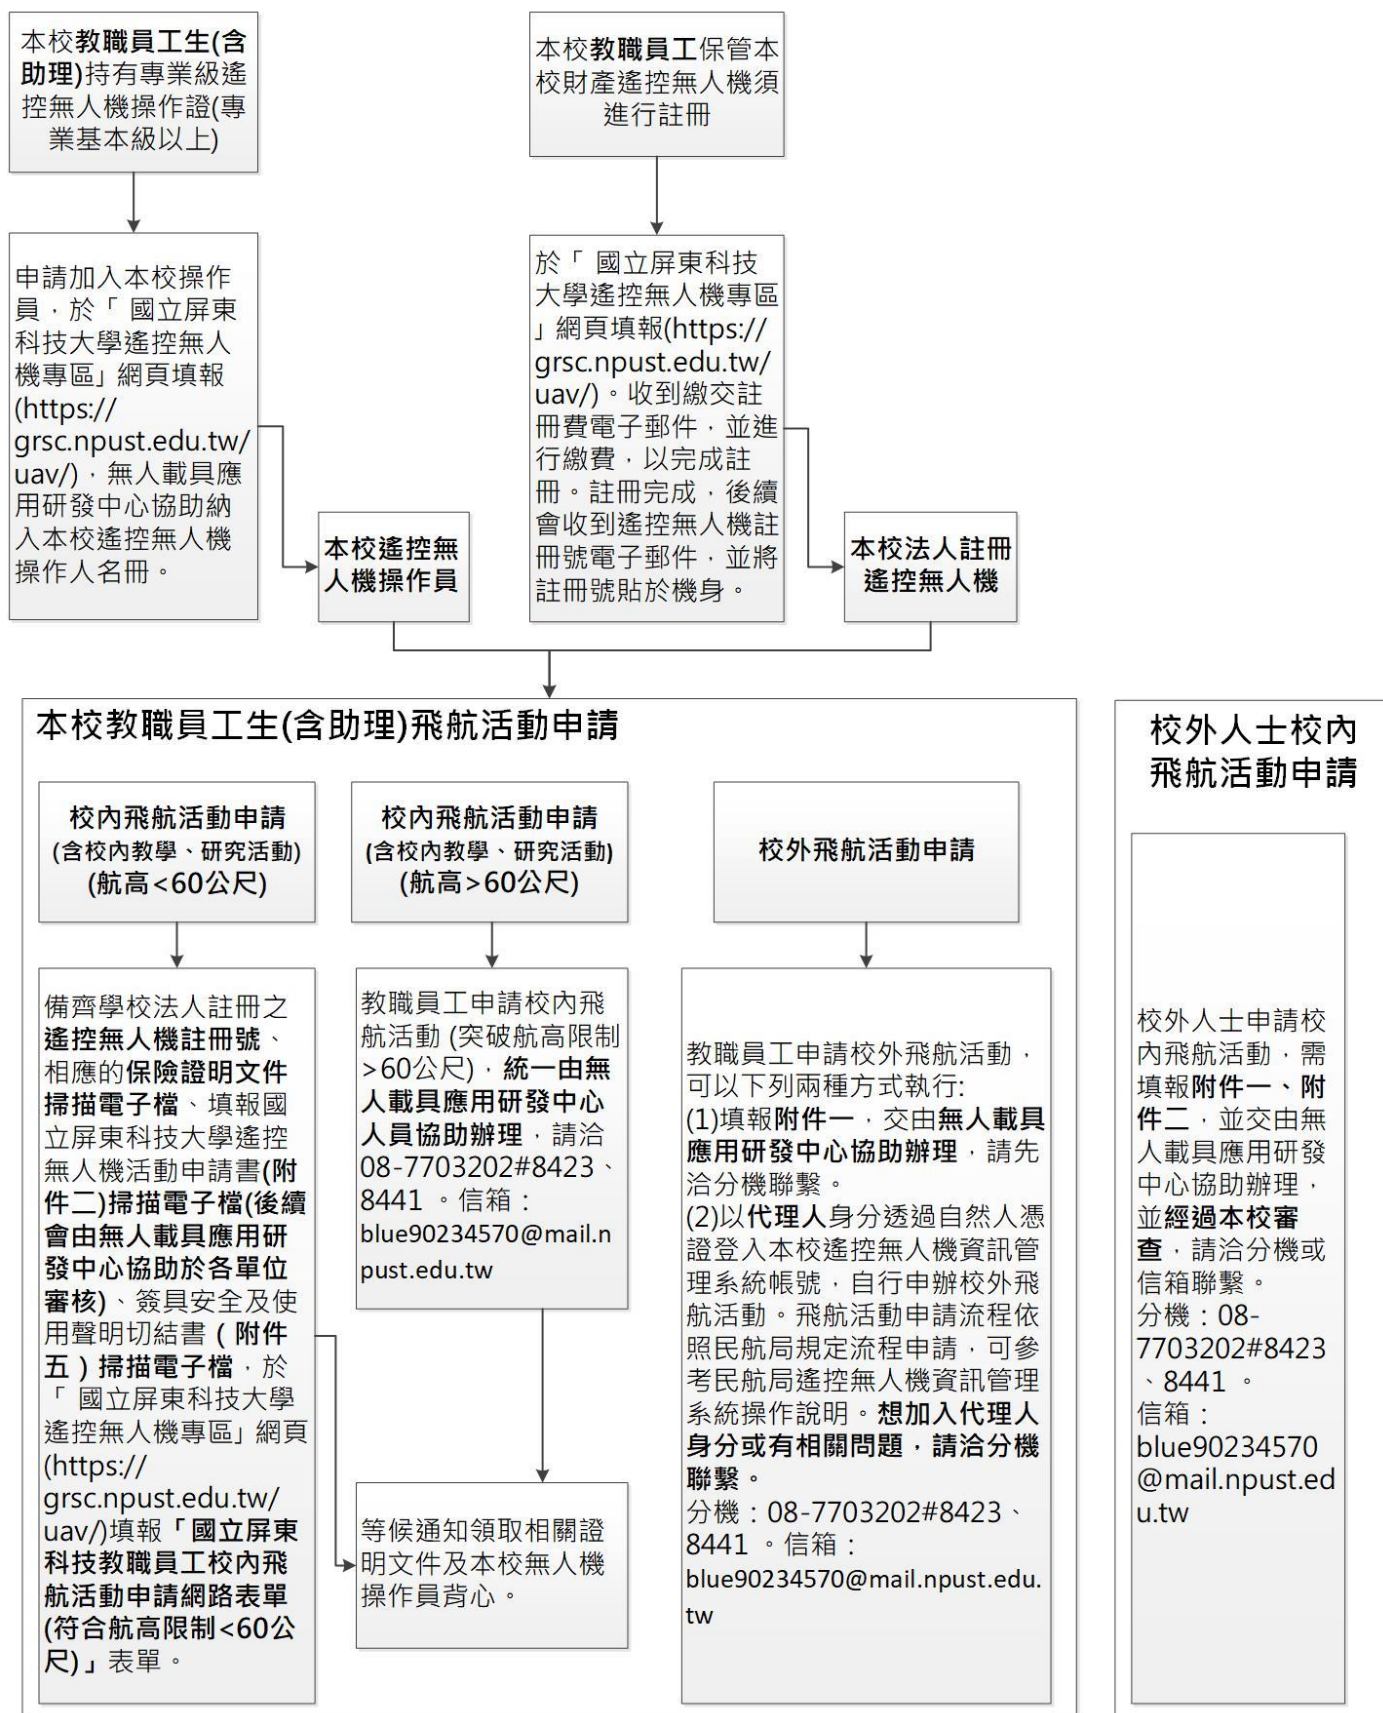 本校教職員工生(含
助理)持有專業級遙
控無人機操作證(專
業基本級以上)
本校教職員工保管本
校財產遙控無人機須
進行註冊
申請加入本校操作
員，於「 國立屏東
科技大學遙控無人
機專區」網頁填報
(https://
grsc.npust.edu.tw/
uav/)，無人載具應
用研發中心協助納
入本校遙控無人機
操作人名冊。
本校遙控無
人機操作員
於「 國立屏東科技
大學遙控無人機專區
」網頁填報(https://
grsc.npust.edu.tw/
uav/)。收到繳交註
冊費電子郵件，並進
行繳費，以完成註
冊。註冊完成，後續
會收到遙控無人機註
冊號電子郵件，並將
註冊號貼於機身。
本校法人註冊
遙控無人機
本校教職員工生(含助理)飛航活動申請
校內飛航活動申請
(含校內教學、研究活動)
(航高<60公尺)
備齊學校法人註冊之
遙控無人機註冊號、
相應的保險證明文件
掃描電子檔、填報國
立屏東科技大學遙控
無人機活動申請書(附
件二)掃描電子檔(後續
會由無人載具應用研
發中心協助於各單位
審核)、簽具安全及使
用聲明切結書 ( 附件
五 ) 掃描電子檔，於
「 國立屏東科技大學
遙控無人機專區」網頁
(https://
grsc.npust.edu.tw/
uav/)填報「國立屏東
科技教職員工校內飛
航活動申請網路表單
(符合航高限制<60公
尺)」表單。
校內飛航活動申請
(含校內教學、研究活動)
(航高>60公尺)
教職員工申請校內飛
航活動 (突破航高限制
>60公尺)，統一由無
人載具應用研發中心
人員協助辦理，請洽
08-7703202#8423、
8441 。信箱：
blue90234570@mail.n
pust.edu.tw
等候通知領取相關證
明文件及本校無人機
操作員背心。
校外飛航活動申請
教職員工申請校外飛航活動，
可以下列兩種方式執行:
(1)填報附件一，交由無人載具
應用研發中心協助辦理，請先
洽分機聯繫。
(2)以代理人身分透過自然人憑
證登入本校遙控無人機資訊管
理系統帳號，自行申辦校外飛
航活動。飛航活動申請流程依
照民航局規定流程申請，可參
考民航局遙控無人機資訊管理
系統操作說明。想加入代理人
身分或有相關問題，請洽分機
聯繫。
分機：08-7703202#8423、
8441 。信箱：
blue90234570@mail.npust.edu.
tw
校外人士校內
飛航活動申請
校外人士申請校
內飛航活動，需
填報附件一、附
件二，並交由無
人載具應用研發
中心協助辦理，
並經過本校審
查，請洽分機或
信箱聯繫。
分機：08-
7703202#8423
、8441 。
信箱：
blue90234570
@mail.npust.ed
u.tw